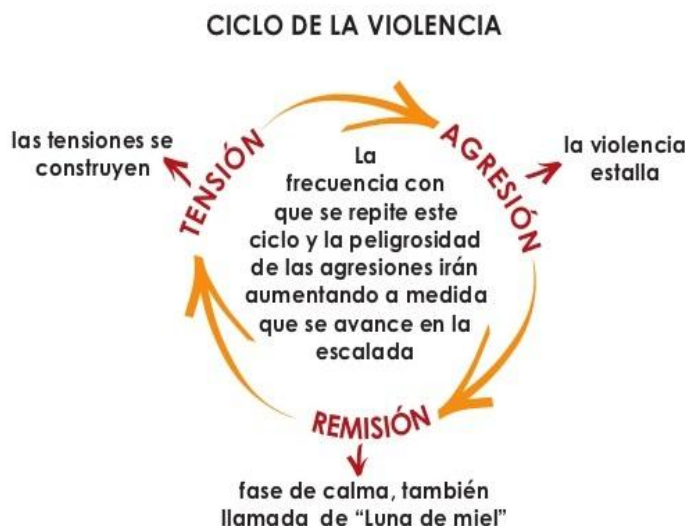 CICLO DE LA VIOLENCIA
las tensiones se
construyen
TENSIÓN
AGRESIÓN
la violencia
estalla
La
frecuencia con
que se repite este
ciclo y la peligrosidad
de las agresiones irán
aumentando a medida
que se avance en la
escalada
REMISIÓN
fase de calma, también
llamada de “Luna de miel”